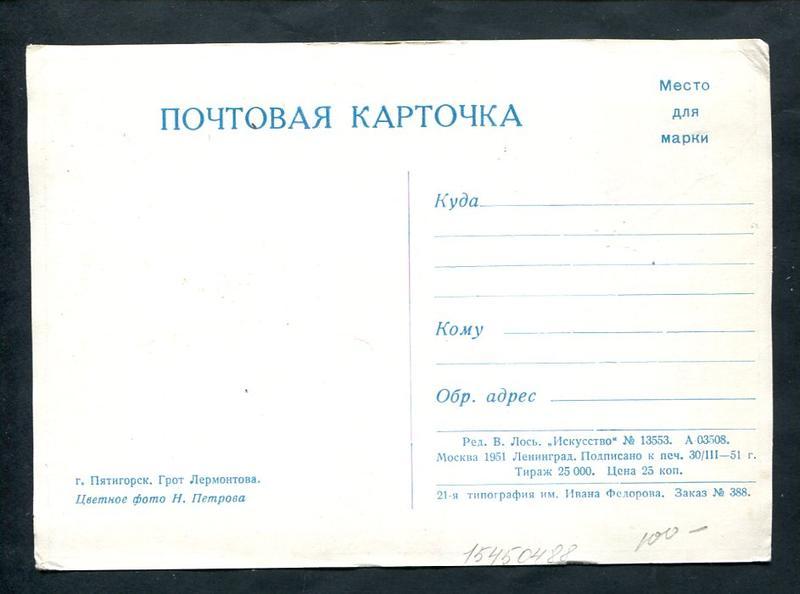 ПОЧТОВАЯ КАРТОЧКА
Место
для
марки
Куда
Кому
Обр. адрес
Ред. В. Лось. „Искусство" № 13553. А 03508.
Москва 1951 Ленинград. Подписано к печ. 30/III—51 г.
Тираж 25 000. Цена 25 коп.
21-я типография им. Ивана Федорова. Заказ № 388.
г. Пятигорск. Грот Лермонтова.
Цветное фото Н. Петрова
15450488
100 —